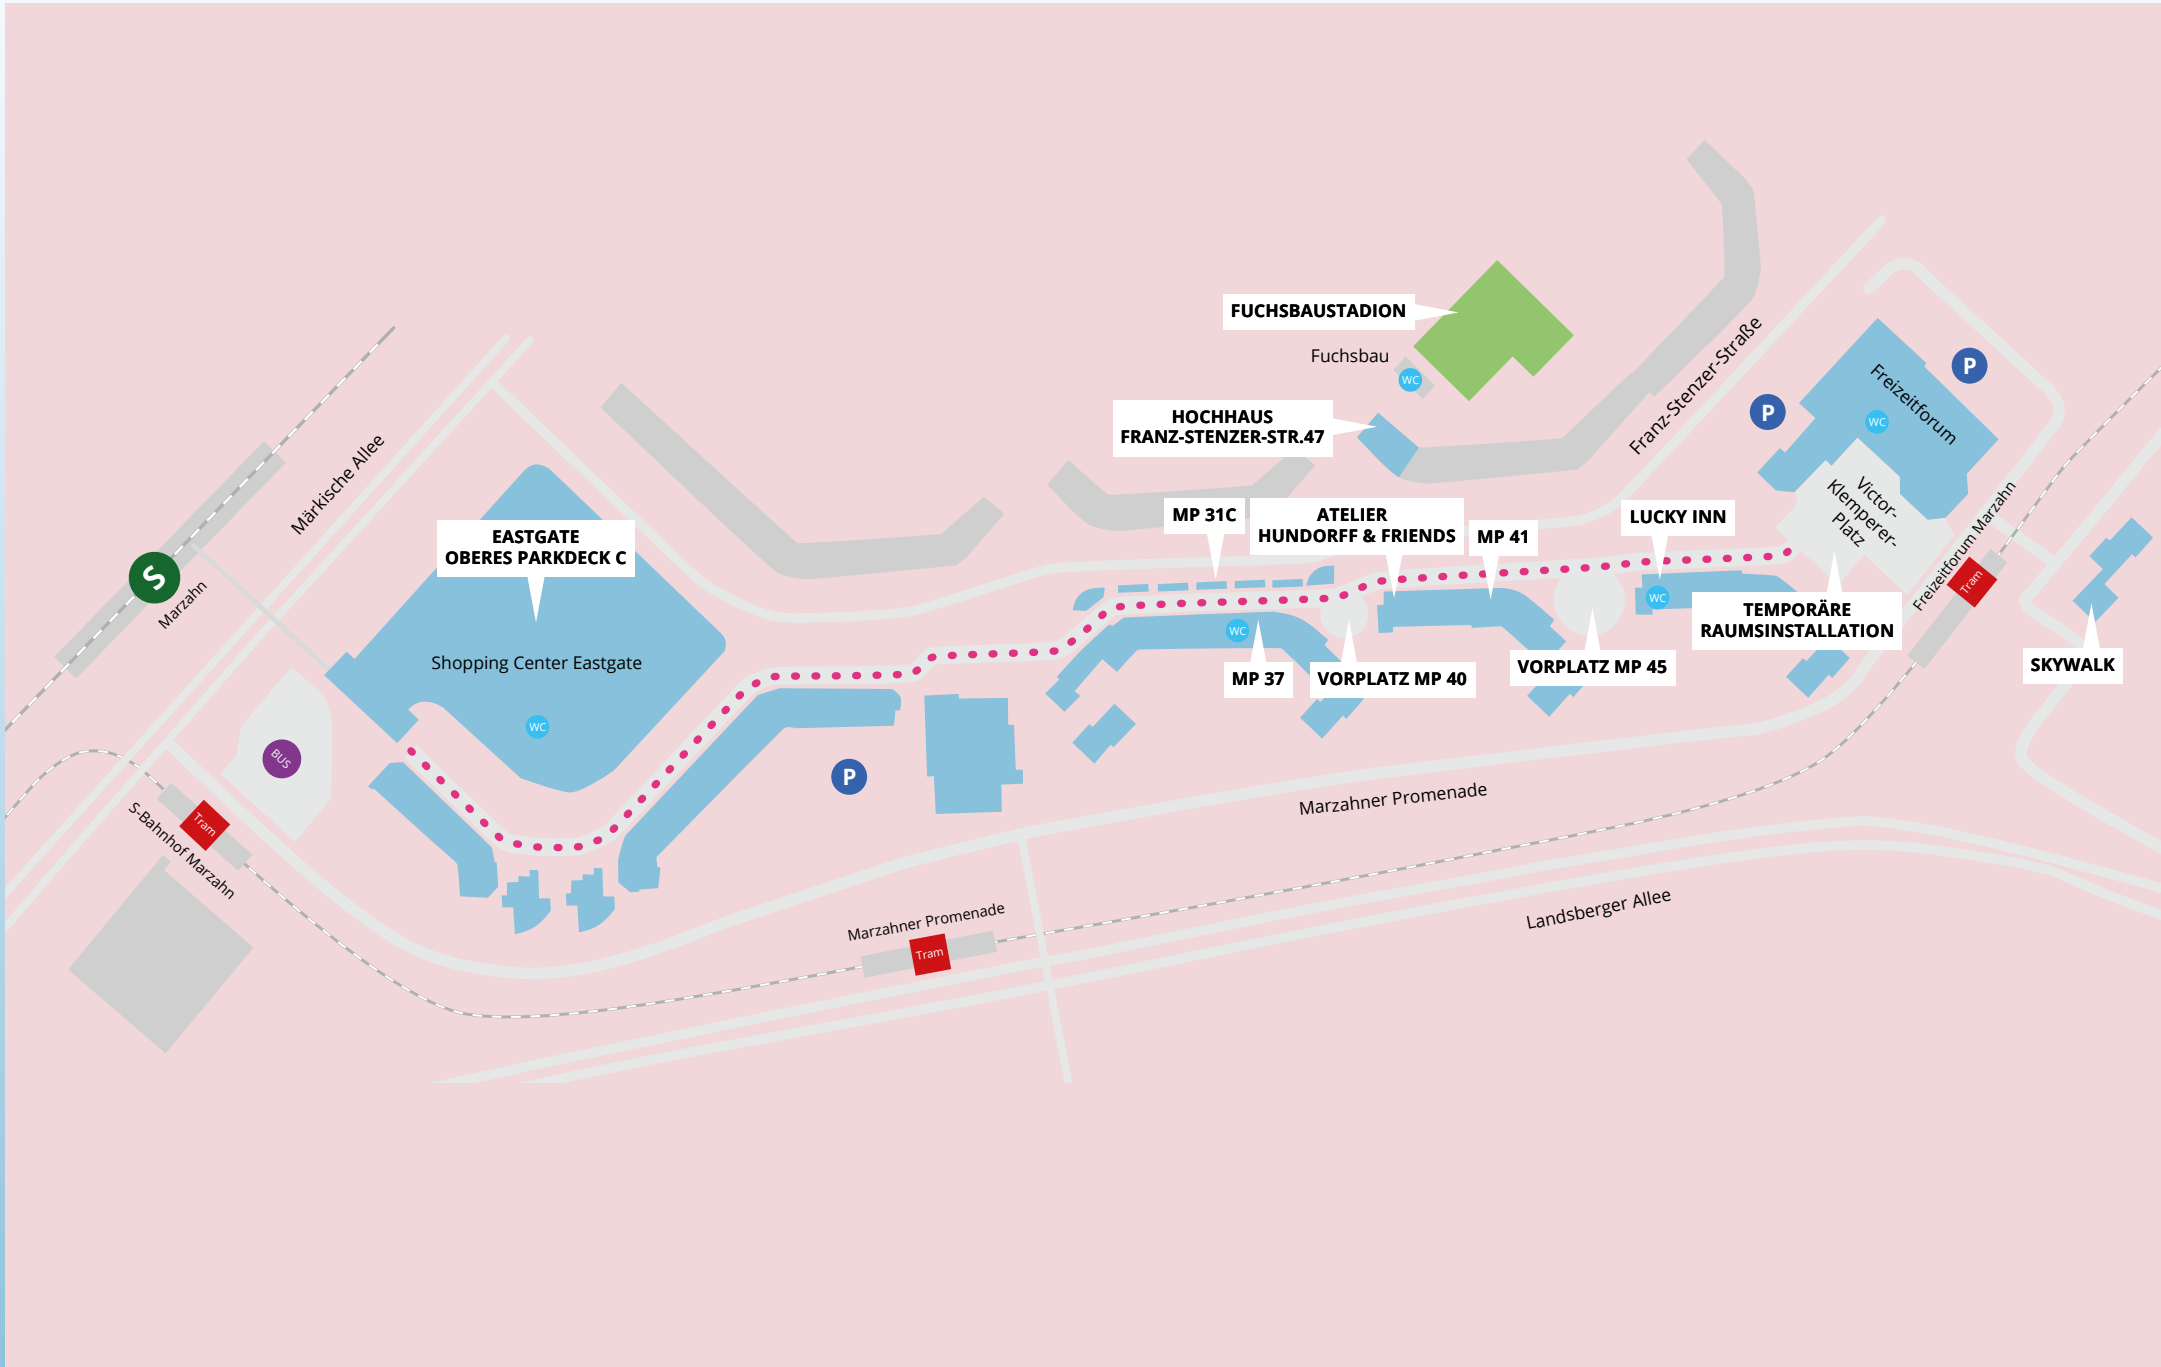 FUCHSBAUSTADION
Fuchsbau
WC
HOCHHAUS
FRANZ-STENZER-STR.47
Franz-Stenzer-Straße
P
P
Freizeitforum
WC
Victor-
Klemperer-
Platz
Freizeitforum Marzahn
Tram
Märkische Allee
S
Marzahn
EASTGATE
OBERES PARKDECK C
Shopping Center Eastgate
WC
BUS
Tram
S-Bahnhof Marzahn
MP 31C
ATELIER
HUNDORFF & FRIENDS
MP 41
LUCKY INN
WC
WC
TEMPORÄRE
RAUMSINSTALLATION
SKYWALK
MP 37
VORPLATZ MP 40
VORPLATZ MP 45
P
Marzahner Promenade
Marzahner Promenade
Tram
Landsberger Allee